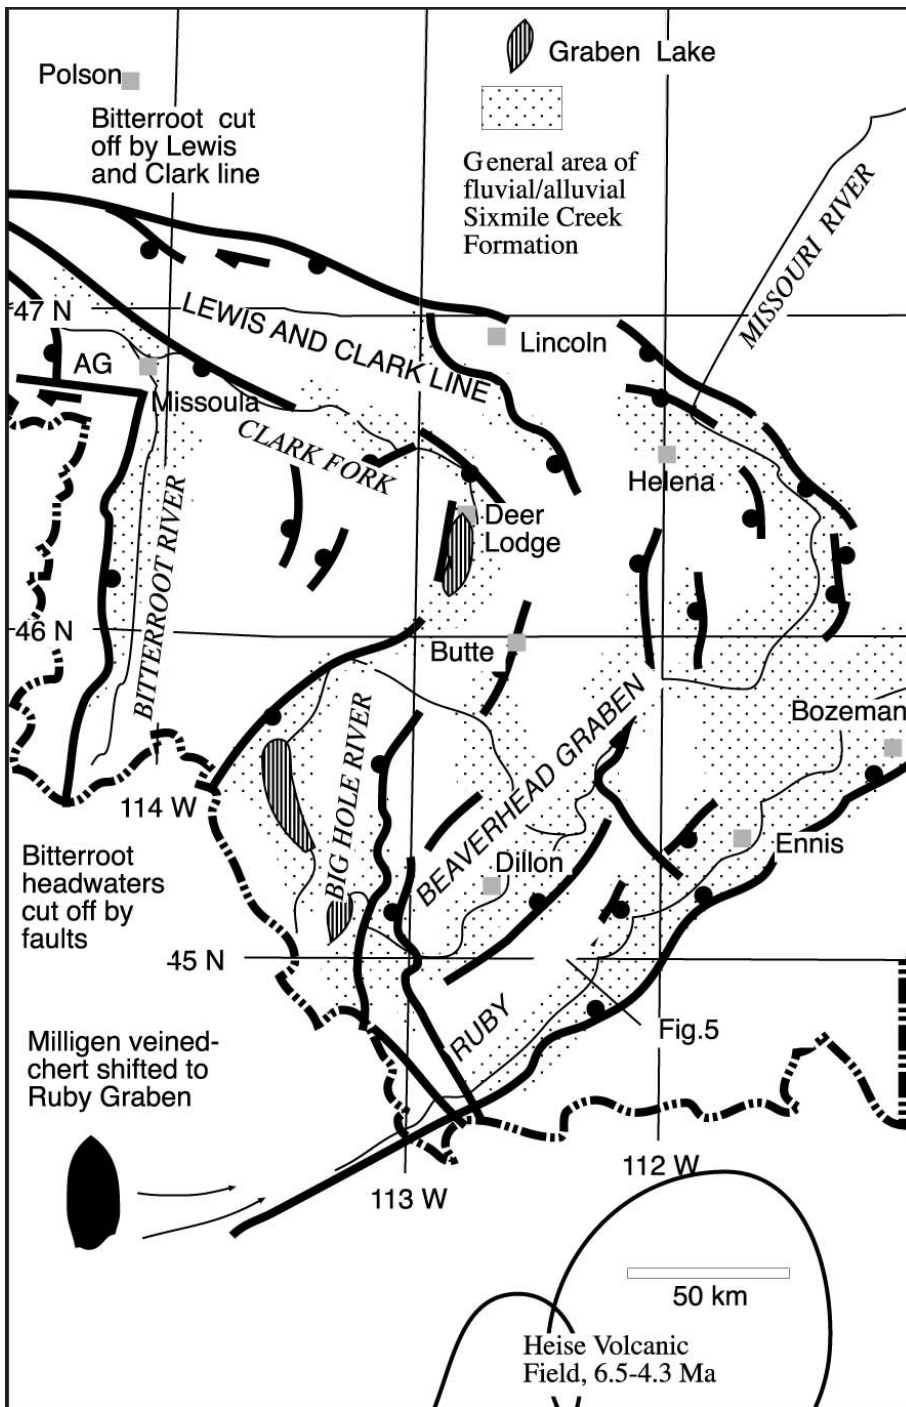 Graben Lake
Polson
Bitterroot cut
off by Lewis
and Clark line
General area of
fluvial/alluvial
Sixmile Creek
Formation
MISSOURI RIVER
47 N
LEWIS AND CLARK LINE
Lincoln
AG
Missoula
CLARK FORK
Helena
BITTERROOT RIVER
Deer
Lodge
46 N
Butte
BIG HOLE RIVER
BEAVERHEAD GRABEN
Bozeman
114 W
Ennis
Bitterroot
headwaters
cut off by
faults
Dillon
45 N
RUBY
Fig.5
Milligen veined-
chert shifted to
Ruby Graben
112 W
113 W
50 km
Heise Volcanic
Field, 6.5-4.3 Ma